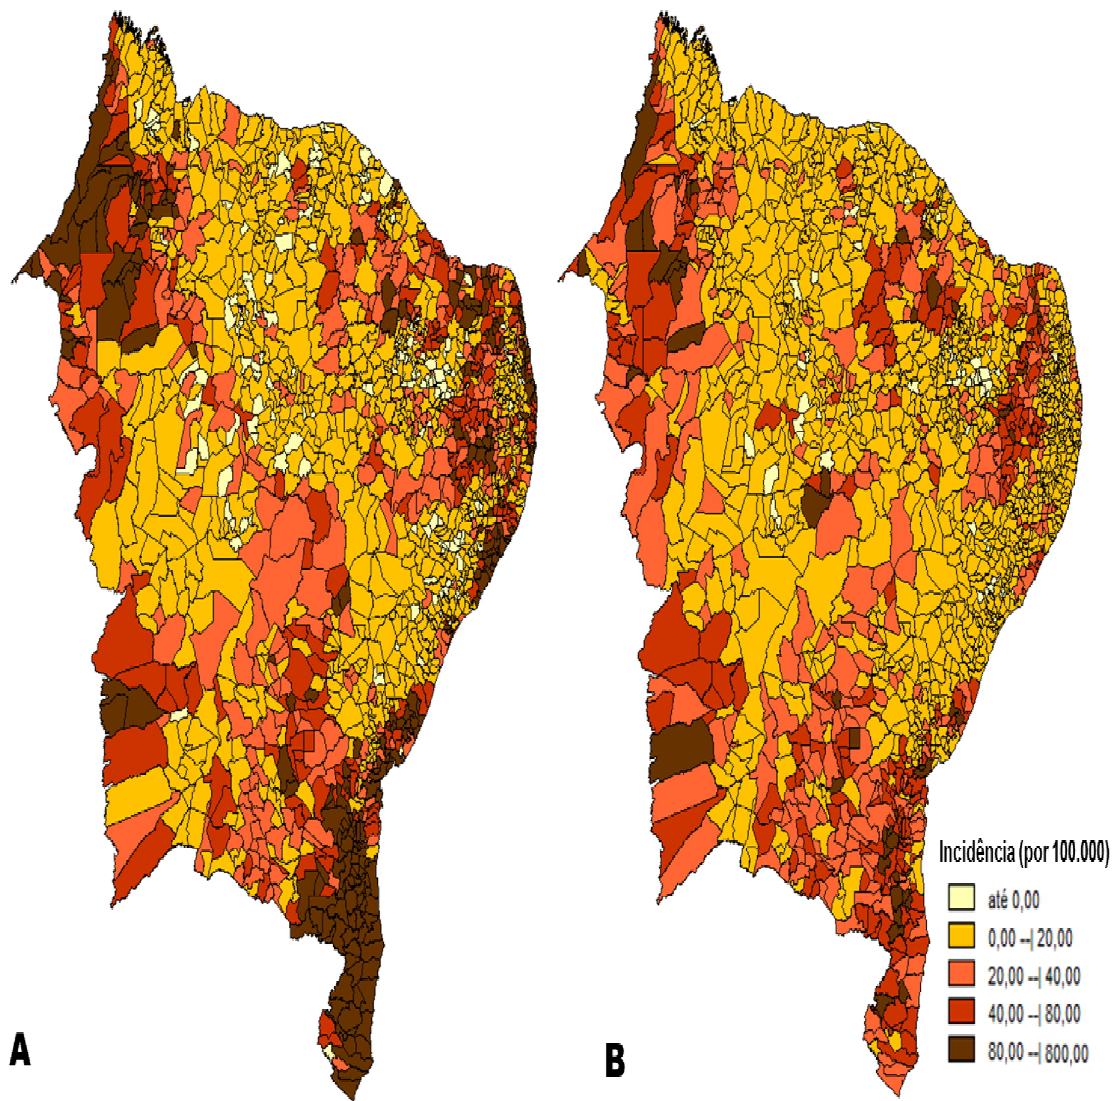 Incidência (por 100.000)
até 0,00
0,00 --| 20,00
20,00 --| 40,00
40,00 --| 80,00
80,00 --| 800,00
A
B